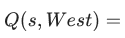 Q(s, West) =